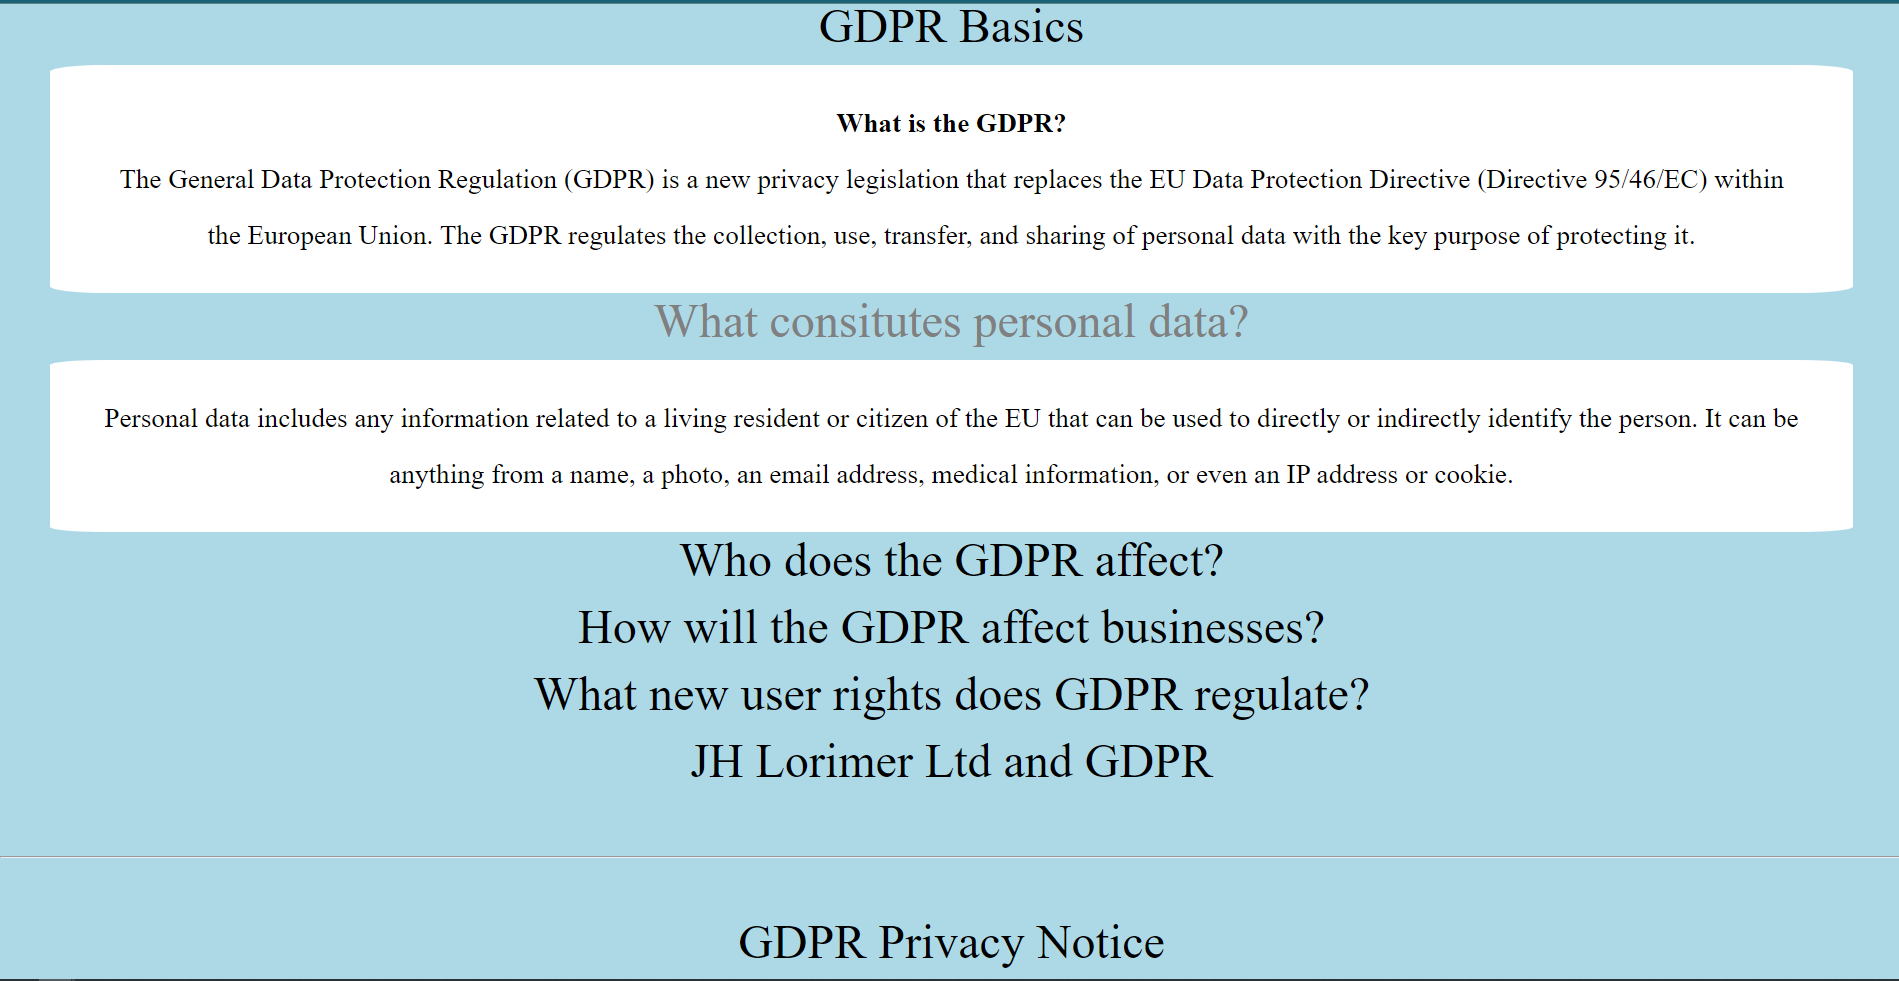 GDPR Basics
What is the GDPR?
The General Data Protection Regulation (GDPR) is a new privacy legislation that replaces the EU Data Protection Directive (Directive 95/46/EC) within
the European Union. The GDPR regulates the collection, use, transfer, and sharing of personal data with the key purpose of protecting it.
What consitutes personal data?
Personal data includes any information related to a living resident or citizen of the EU that can be used to directly or indirectly identify the person. It can be
anything from a name, a photo, an email address, medical information, or even an IP address or cookie.
Who does the GDPR affect?
How will the GDPR affect businesses?
What new user rights does GDPR regulate?
JH Lorimer Ltd and GDPR
GDPR Privacy Notice